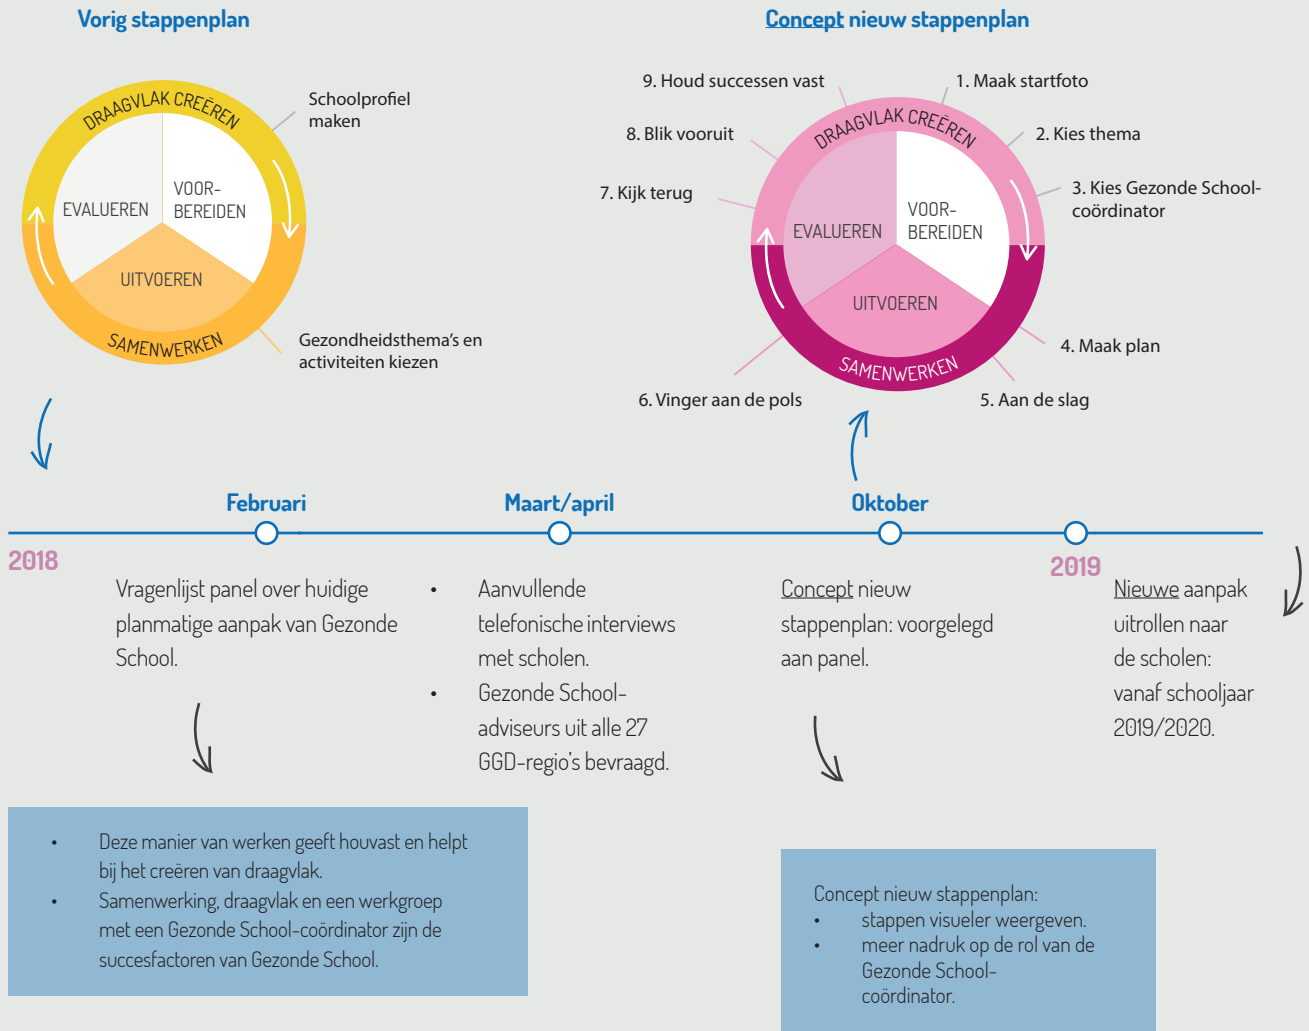 Vorig stappenplan
DRAAGVLAK CREËREN
Schoolprofiel
maken
EVALUEREN
VOOR-
BEREIDEN
UITVOEREN
SAMENWERKEN
Gezondheidsthema's en
activiteiten kiezen
Concept nieuw stappenplan
9. Houd successen vast
1. Maak startfoto
8. Blik vooruit
DRAAGVLAK CREËREN
2. Kies thema
7. Kijk terug
3. Kies Gezonde School-
coördinator
EVALUEREN
VOOR-
BEREIDEN
UITVOEREN
SAMENWERKEN
4. Maak plan
6. Vinger aan de pols
5. Aan de slag
Februari
Maart/april
Oktober
2018
2019
Vragenlijst panel over huidige
planmatige aanpak van Gezonde
School.
• Aanvullende
telefonische interviews
met scholen.
• Gezonde School-
adviseurs uit alle 27
GGD-regio's bevraagd.
Concept nieuw
stappenplan: voorgelegd
aan panel.
Nieuwe aanpak
uitrollen naar
de scholen:
vanaf schooljaar
2019/2020.
• Deze manier van werken geeft houvast en helpt
bij het creëren van draagvlak.
• Samenwerking, draagvlak en een werkgroep
met een Gezonde School-coördinator zijn de
succesfactoren van Gezonde School.
Concept nieuw stappenplan:
• stappen visueler weergeven.
• meer nadruk op de rol van de
Gezonde School-
coördinator.